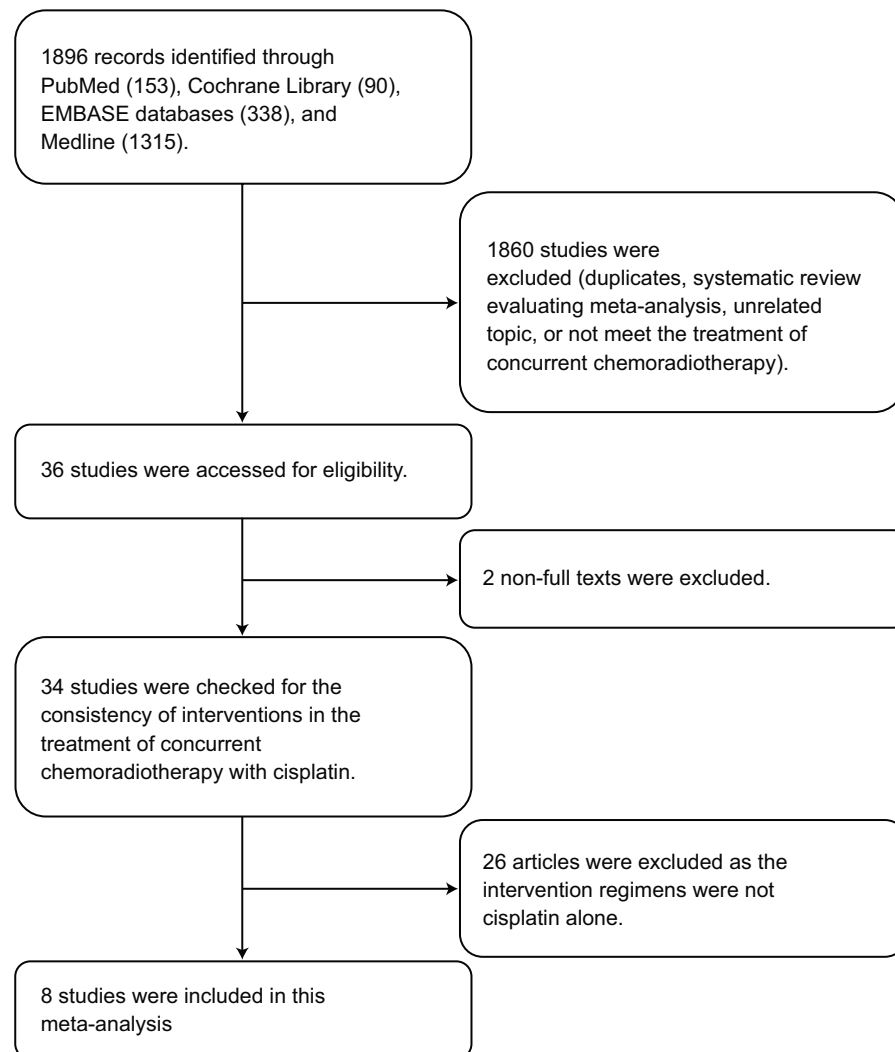 1896 records identified through
PubMed (153), Cochrane Library (90),
EMBASE databases (338), and
Medline (1315).
1860 studies were
excluded (duplicates, systematic review
evaluating meta-analysis, unrelated
topic, or not meet the treatment of
concurrent chemoradiotherapy).
36 studies were accessed for eligibility.
2 non-full texts were excluded.
34 studies were checked for the
consistency of interventions in the
treatment of concurrent
chemoradiotherapy with cisplatin.
26 articles were excluded as the
intervention regimens were not
cisplatin alone.
8 studies were included in this
meta-analysis